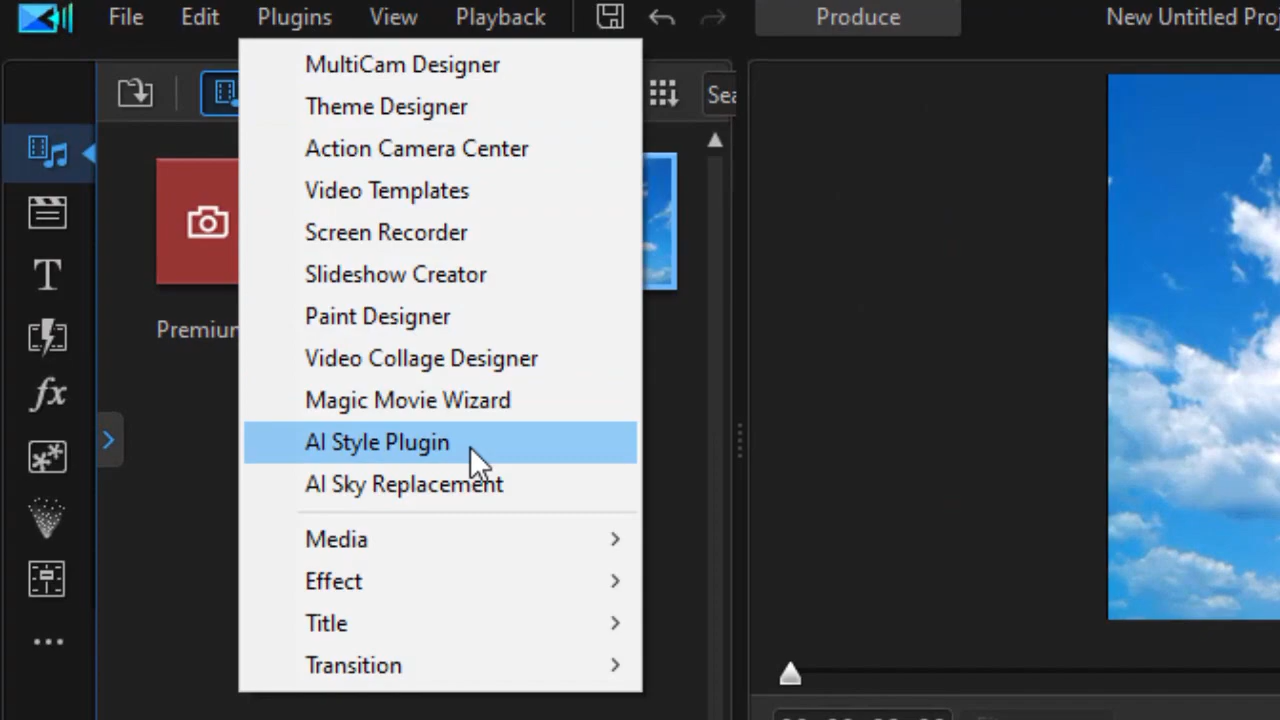 File Edit Plugins View Playback Produce New Untitled Proj
MultiCam Designer
Sea
Theme Designer
Action Camera Center
Video Templates
Screen Recorder
Slideshow Creator
Paint Designer
Premium
Video Collage Designer
Magic Movie Wizard
AI Style Plugin
AI Sky Replacement
Media
Effect
Title
Transition